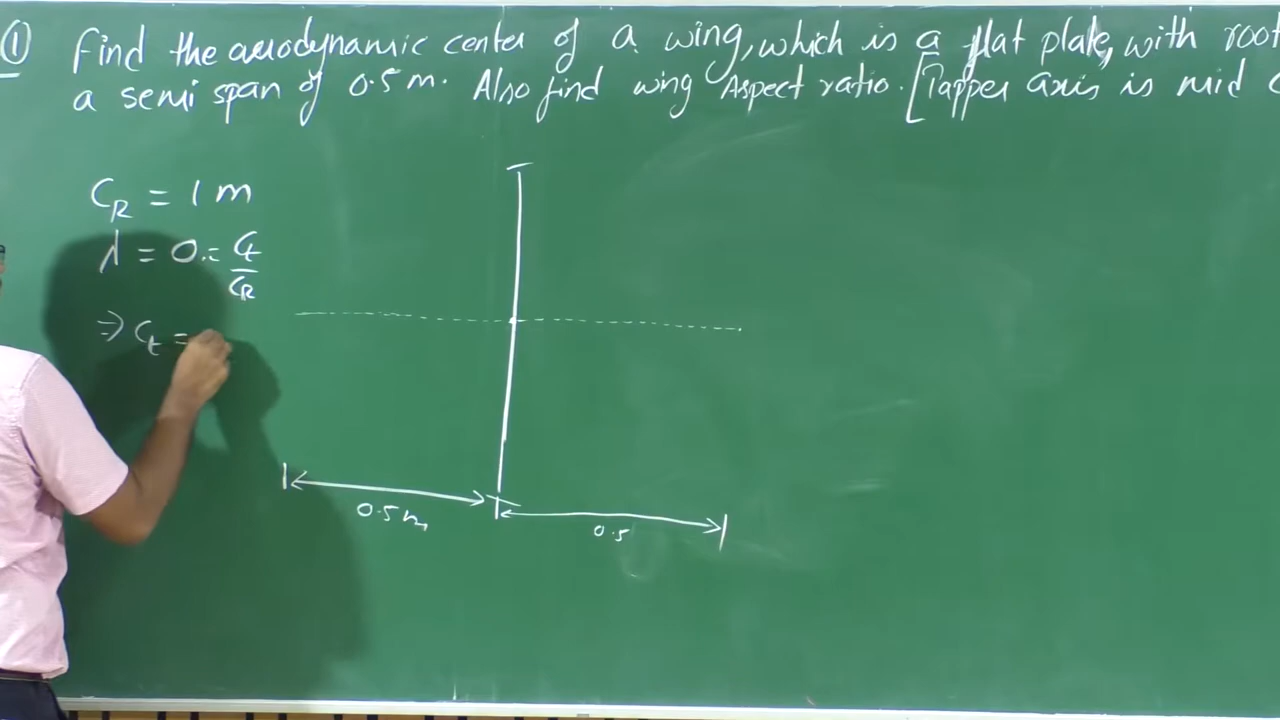 ① Find the aerodynamic center of a wing, which is a flat plate, with root
a semi span of 0.5 m. Also find wing Aspect ratio. [Tapper axis is mid c
C_R = 1 m
λ = 0 = C_t / C_R
⇒ C_t =
0.5 m
0.5